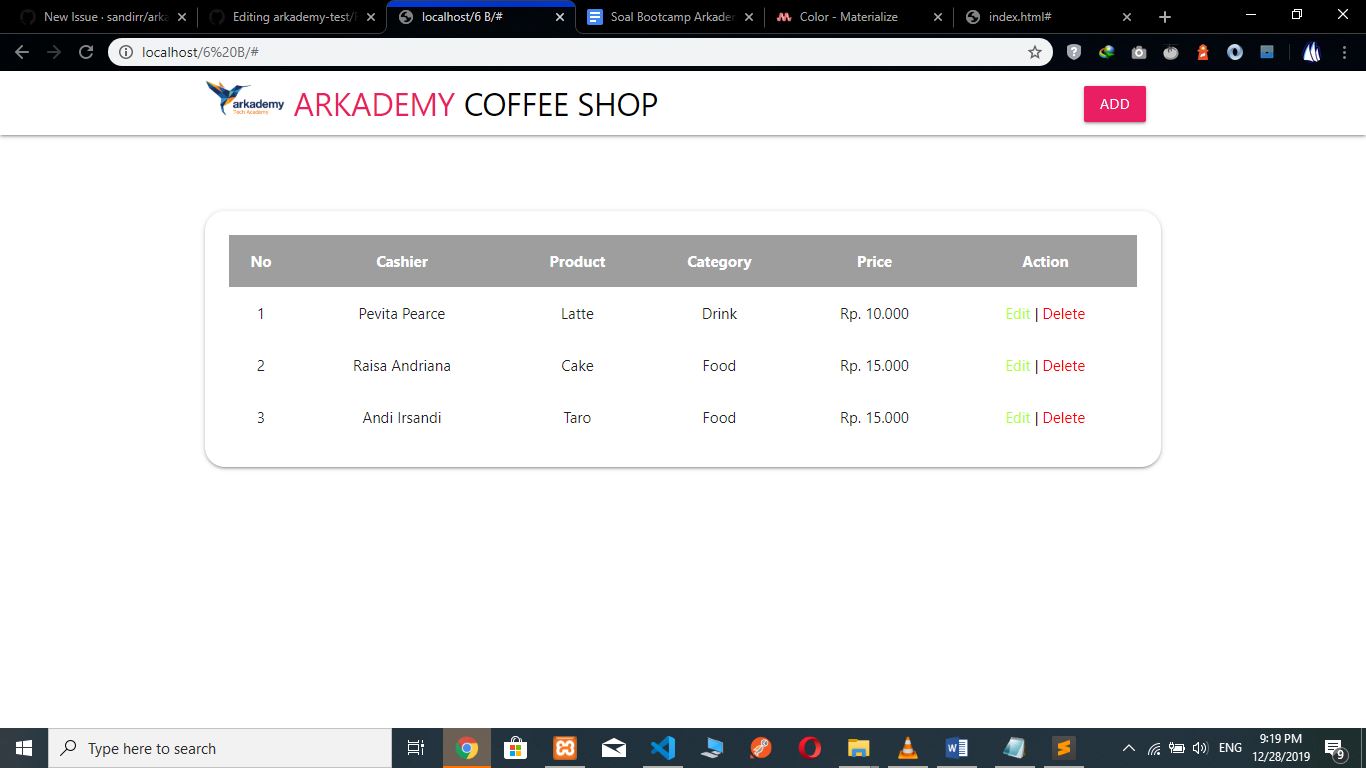 New Issue · sandirr/arka
Editing arkademy-test/
localhost/6 B/#
Soal Bootcamp Arkader
Color - Materialize
index.html#
localhost/6%20B/#
arkademy
Tech Academy
ARKADEMY COFFEE SHOP
ADD
No Cashier Product Category Price Action
1 Pevita Pearce Latte Drink Rp. 10.000 Edit | Delete
2 Raisa Andriana Cake Food Rp. 15.000 Edit | Delete
3 Andi Irsandi Taro Food Rp. 15.000 Edit | Delete
Type here to search
ENG
9:19 PM
12/28/2019
9